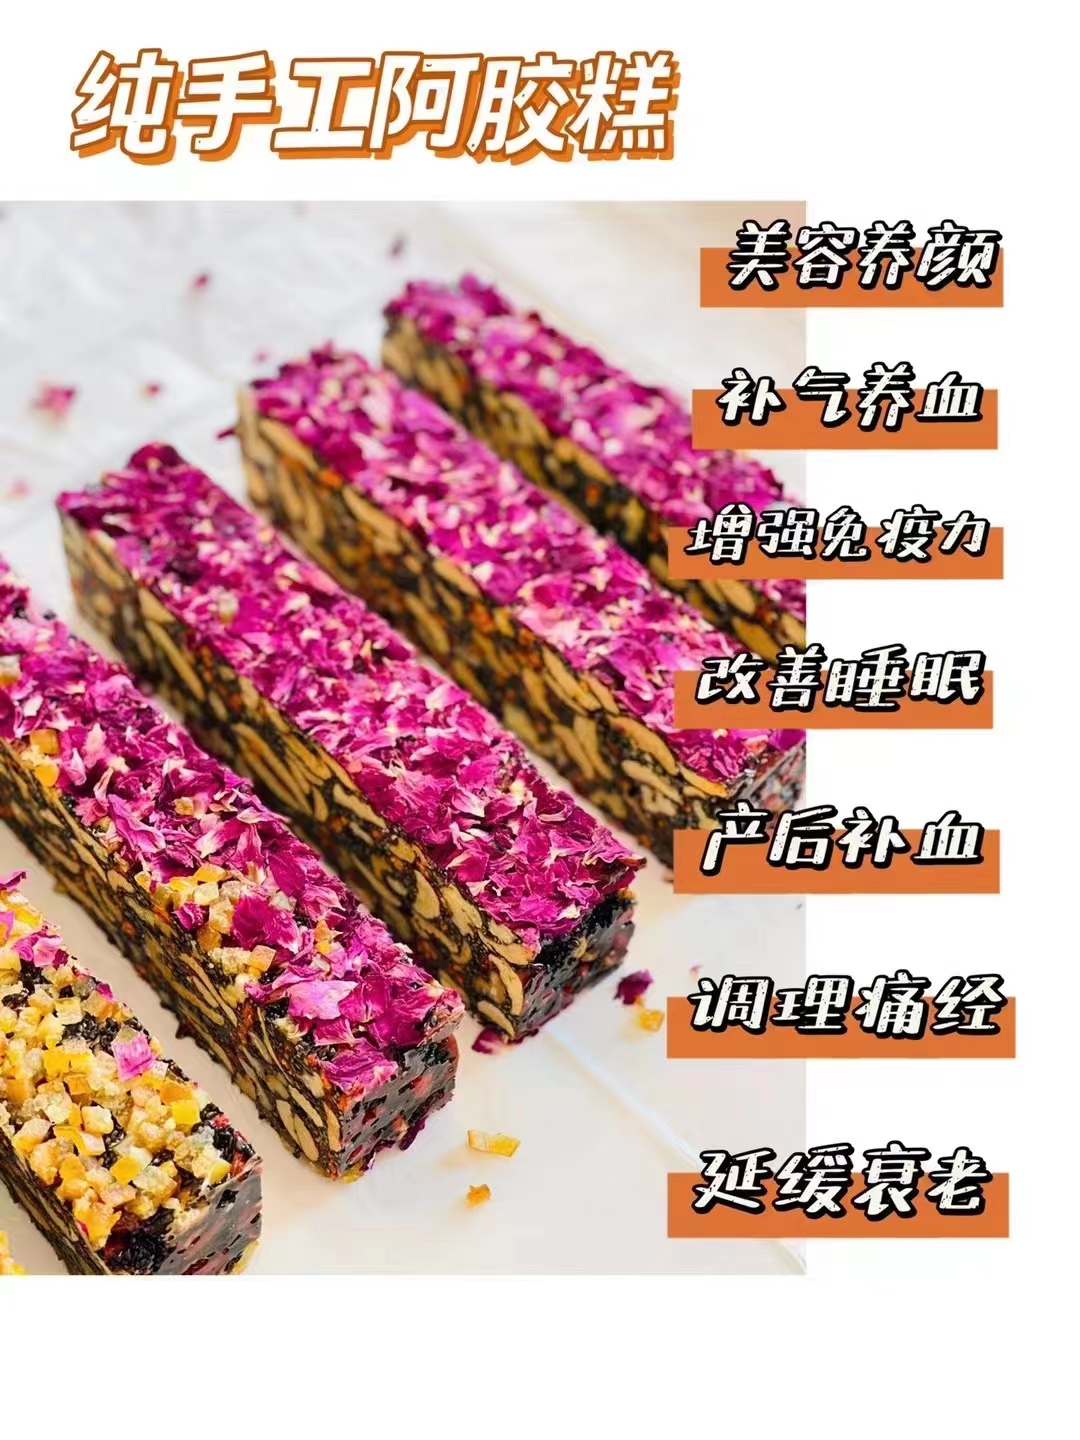 纯手工阿胶糕
美容养颜
补气养血
增强免疫力
改善睡眠
产后补血
调理痛经
延缓衰老